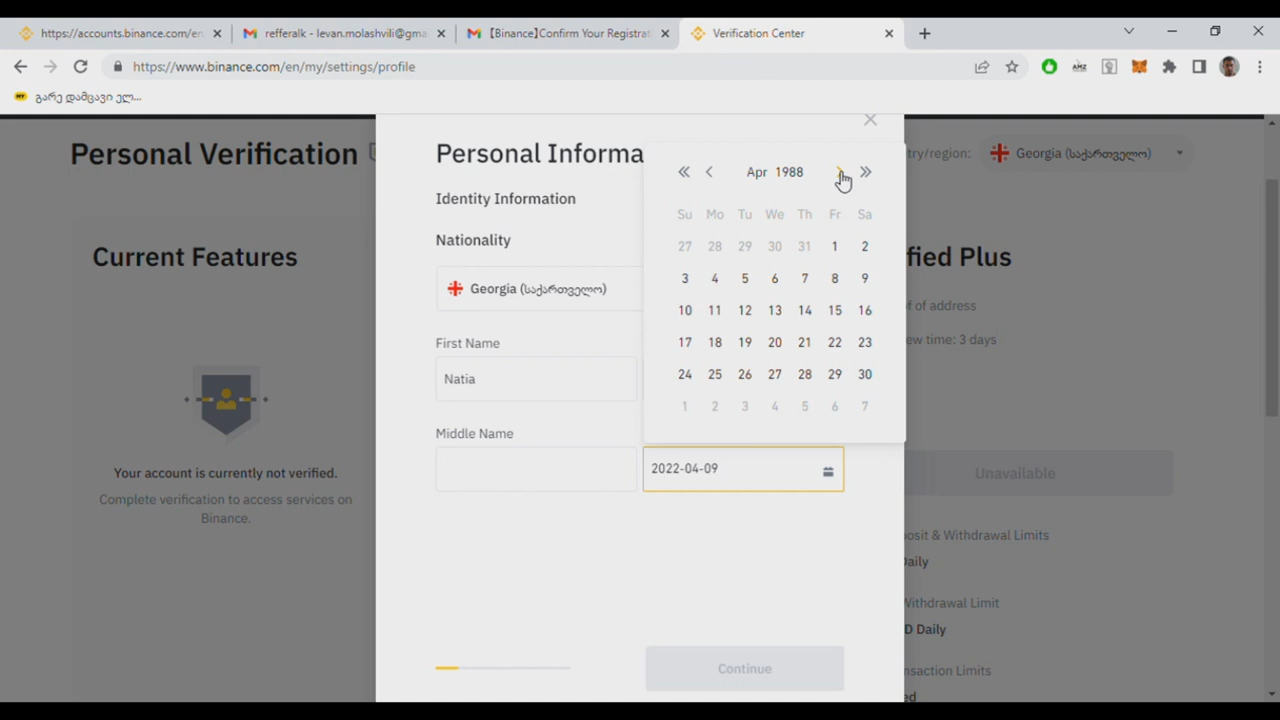 https://accounts.binance.com/en
refferalk - levan.molashvili@gma
【Binance】Confirm Your Registrat
Verification Center
https://www.binance.com/en/my/settings/profile
გარე დამცავი ელ...
Personal Verification
try/region:
Georgia (საქართველო)
Personal Informa
Identity Information
Nationality
Georgia (საქართველო)
First Name
Natia
Middle Name
Apr 1988
Su Mo Tu We Th Fr Sa
27 28 29 30 31 1 2
3 4 5 6 7 8 9
10 11 12 13 14 15 16
17 18 19 20 21 22 23
24 25 26 27 28 29 30
1 2 3 4 5 6 7
2022-04-09
Continue
Current Features
Your account is currently not verified.
Complete verification to access services on
Binance.
fied Plus
f of address
ew time: 3 days
Unavailable
posit & Withdrawal Limits
Daily
Withdrawal Limit
D Daily
nsaction Limits
ed